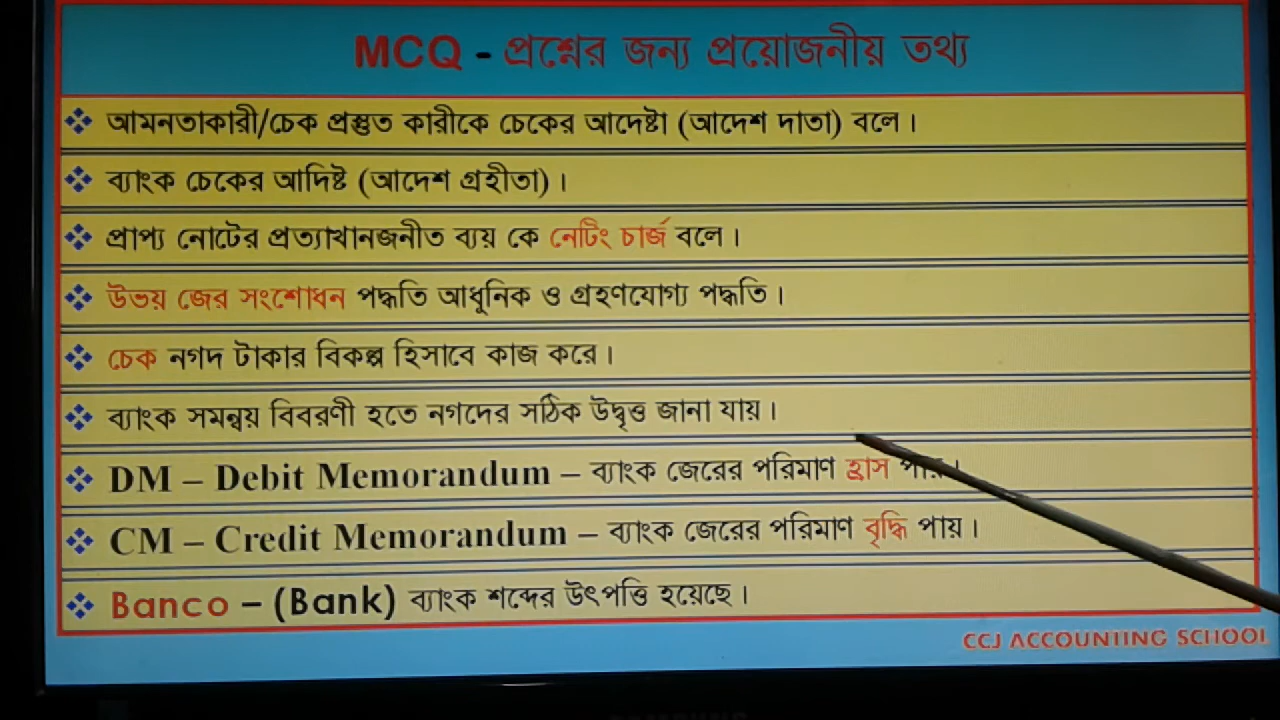 MCQ - প্রশ্নের জন্য প্রয়োজনীয় তথ্য
আমনতাকারী/চেক প্রস্তুত কারীকে চেকের আদেষ্টা (আদেশ দাতা) বলে।
ব্যাংক চেকের আদিষ্ট (আদেশ গ্রহীতা)।
প্রাপ্য নোটের প্রত্যাখানজনীত ব্যয় কে নেটিং চার্জ বলে।
উভয় জের সংশোধন পদ্ধতি আধুনিক ও গ্রহণযোগ্য পদ্ধতি।
চেক নগদ টাকার বিকল্প হিসাবে কাজ করে।
ব্যাংক সমন্বয় বিবরণী হতে নগদের সঠিক উদ্বৃত্ত জানা যায়।
DM – Debit Memorandum – ব্যাংক জেরের পরিমাণ হ্রাস পায়।
CM – Credit Memorandum – ব্যাংক জেরের পরিমাণ বৃদ্ধি পায়।
Banco – (Bank) ব্যাংক শব্দের উৎপত্তি হয়েছে।
CCJ ACCOUNTING SCHOOL